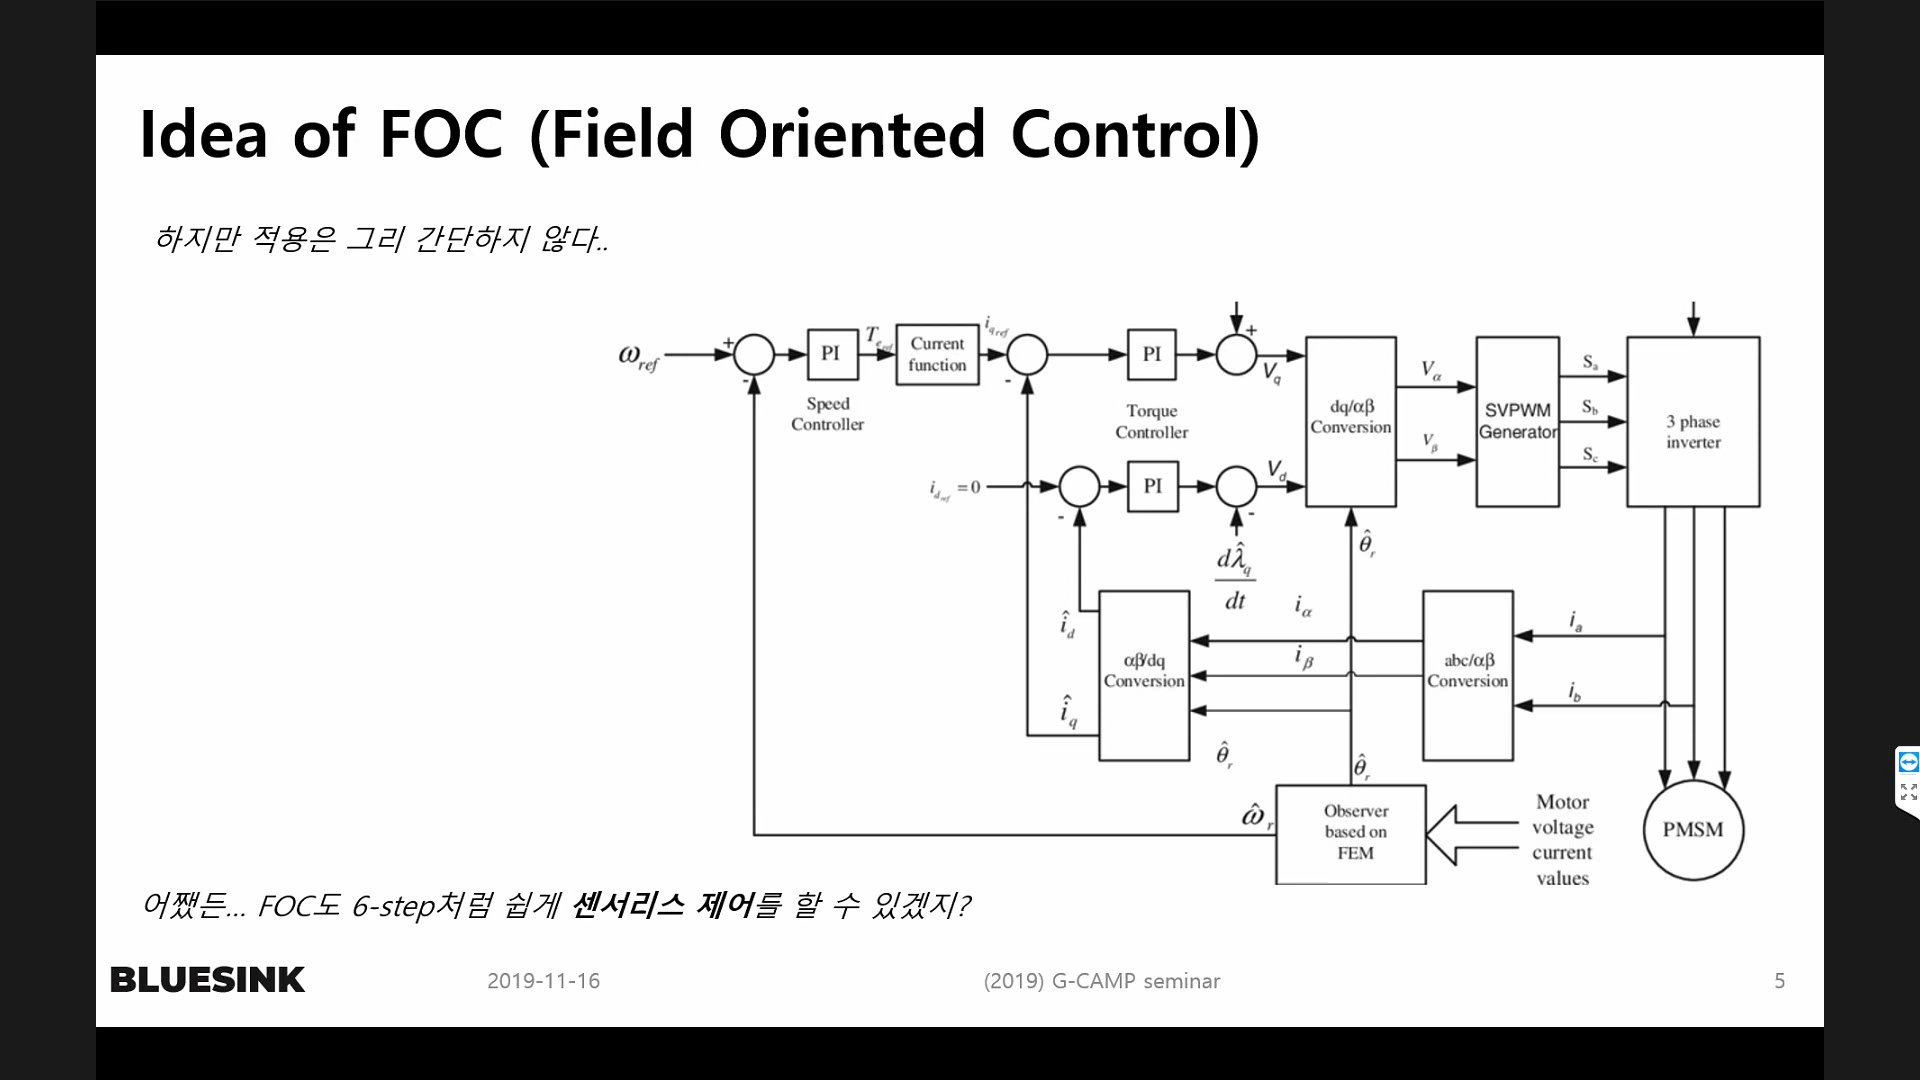 Idea of FOC (Field Oriented Control)
하지만 적용은 그리 간단하지 않다..
ω_ref
+
-
PI
Speed
Controller
T_e_ref
Current
function
i_q_ref
-
PI
Torque
Controller
+
V_q
i_d_ref =0
-
PI
-
V_d
dλ̂_q
dt
dq/αβ
Conversion
V_α
V_β
SVPWM
Generator
S_a
S_b
S_c
3 phase
inverter
θ̂_r
î_d
î_q
αβ/dq
Conversion
i_α
i_β
θ̂_r
abc/αβ
Conversion
i_a
i_b
θ̂_r
ω̂_r
Observer
based on
FEM
Motor
voltage
current
values
PMSM
어쨌든... FOC도 6-step처럼 쉽게 센서리스 제어를 할 수 있겠지?
BLUESINK
2019-11-16
(2019) G-CAMP seminar
5